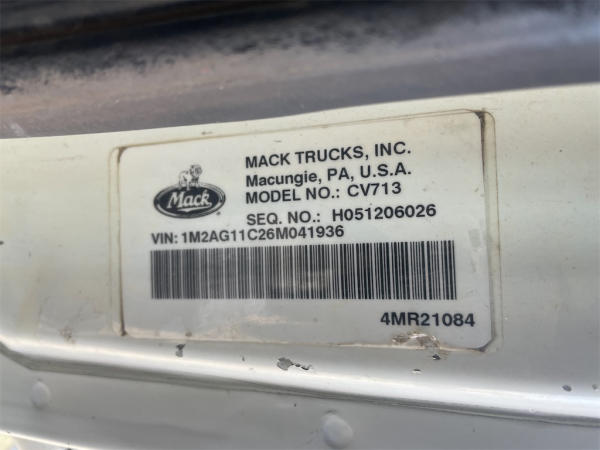 MACK TRUCKS, INC.
Macungie, PA, U.S.A.
MODEL NO.: CV713
Mack
SEQ. NO.: H051206026
VIN: 1M2AG11C26M041936
4MR21084